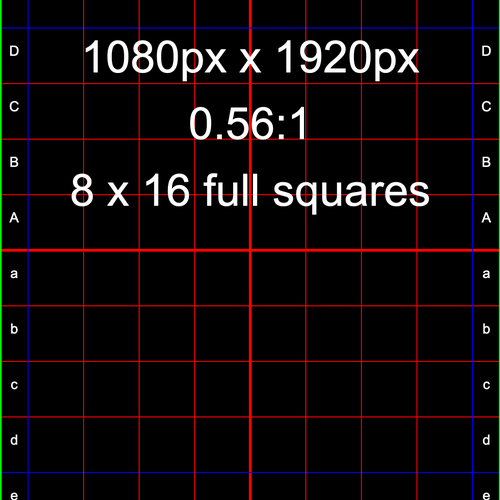 D 1080px x 1920px D
C 0.56:1 C
B B
8 x 16 full squares
A A
a a
b b
c c
d d
e e